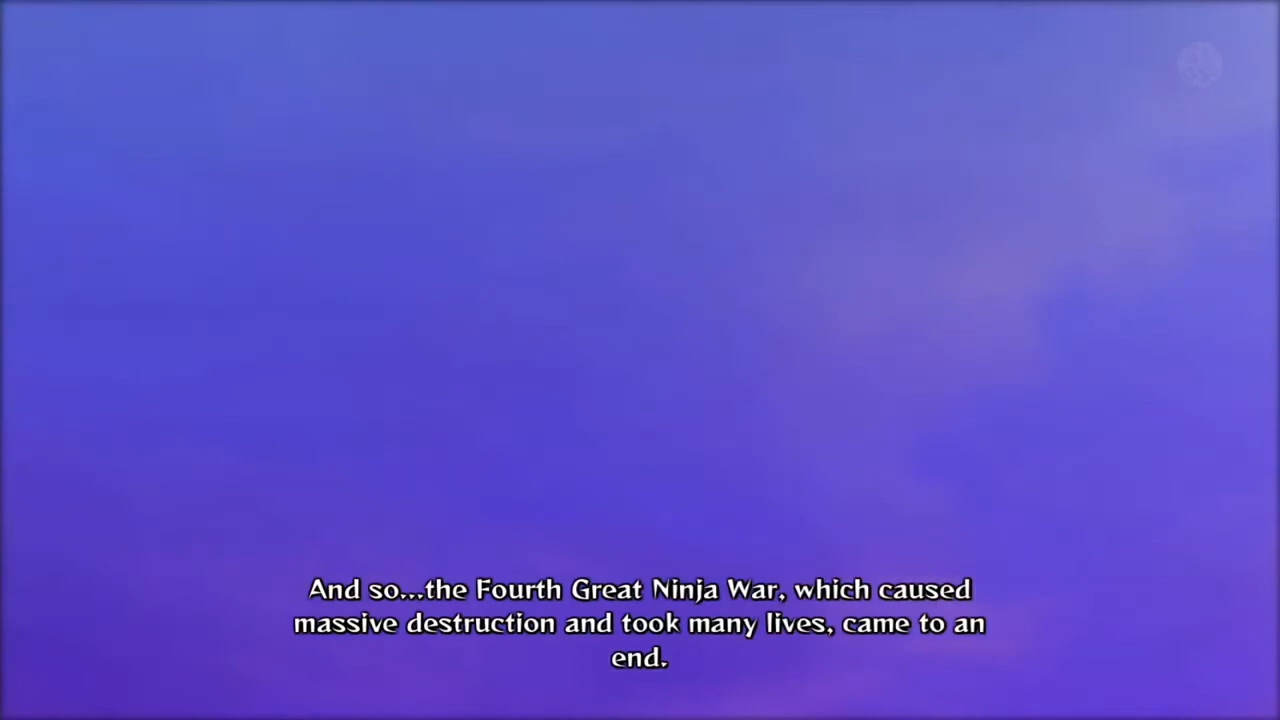 And so...the Fourth Great Ninja War, which caused
massive destruction and took many lives, came to an
end.